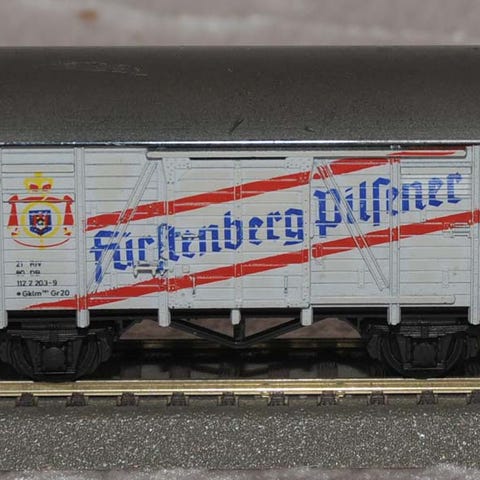 Fürstenberg Pilsener
21 RIV
80 DB
112 2 203-9
Gklm Gr20